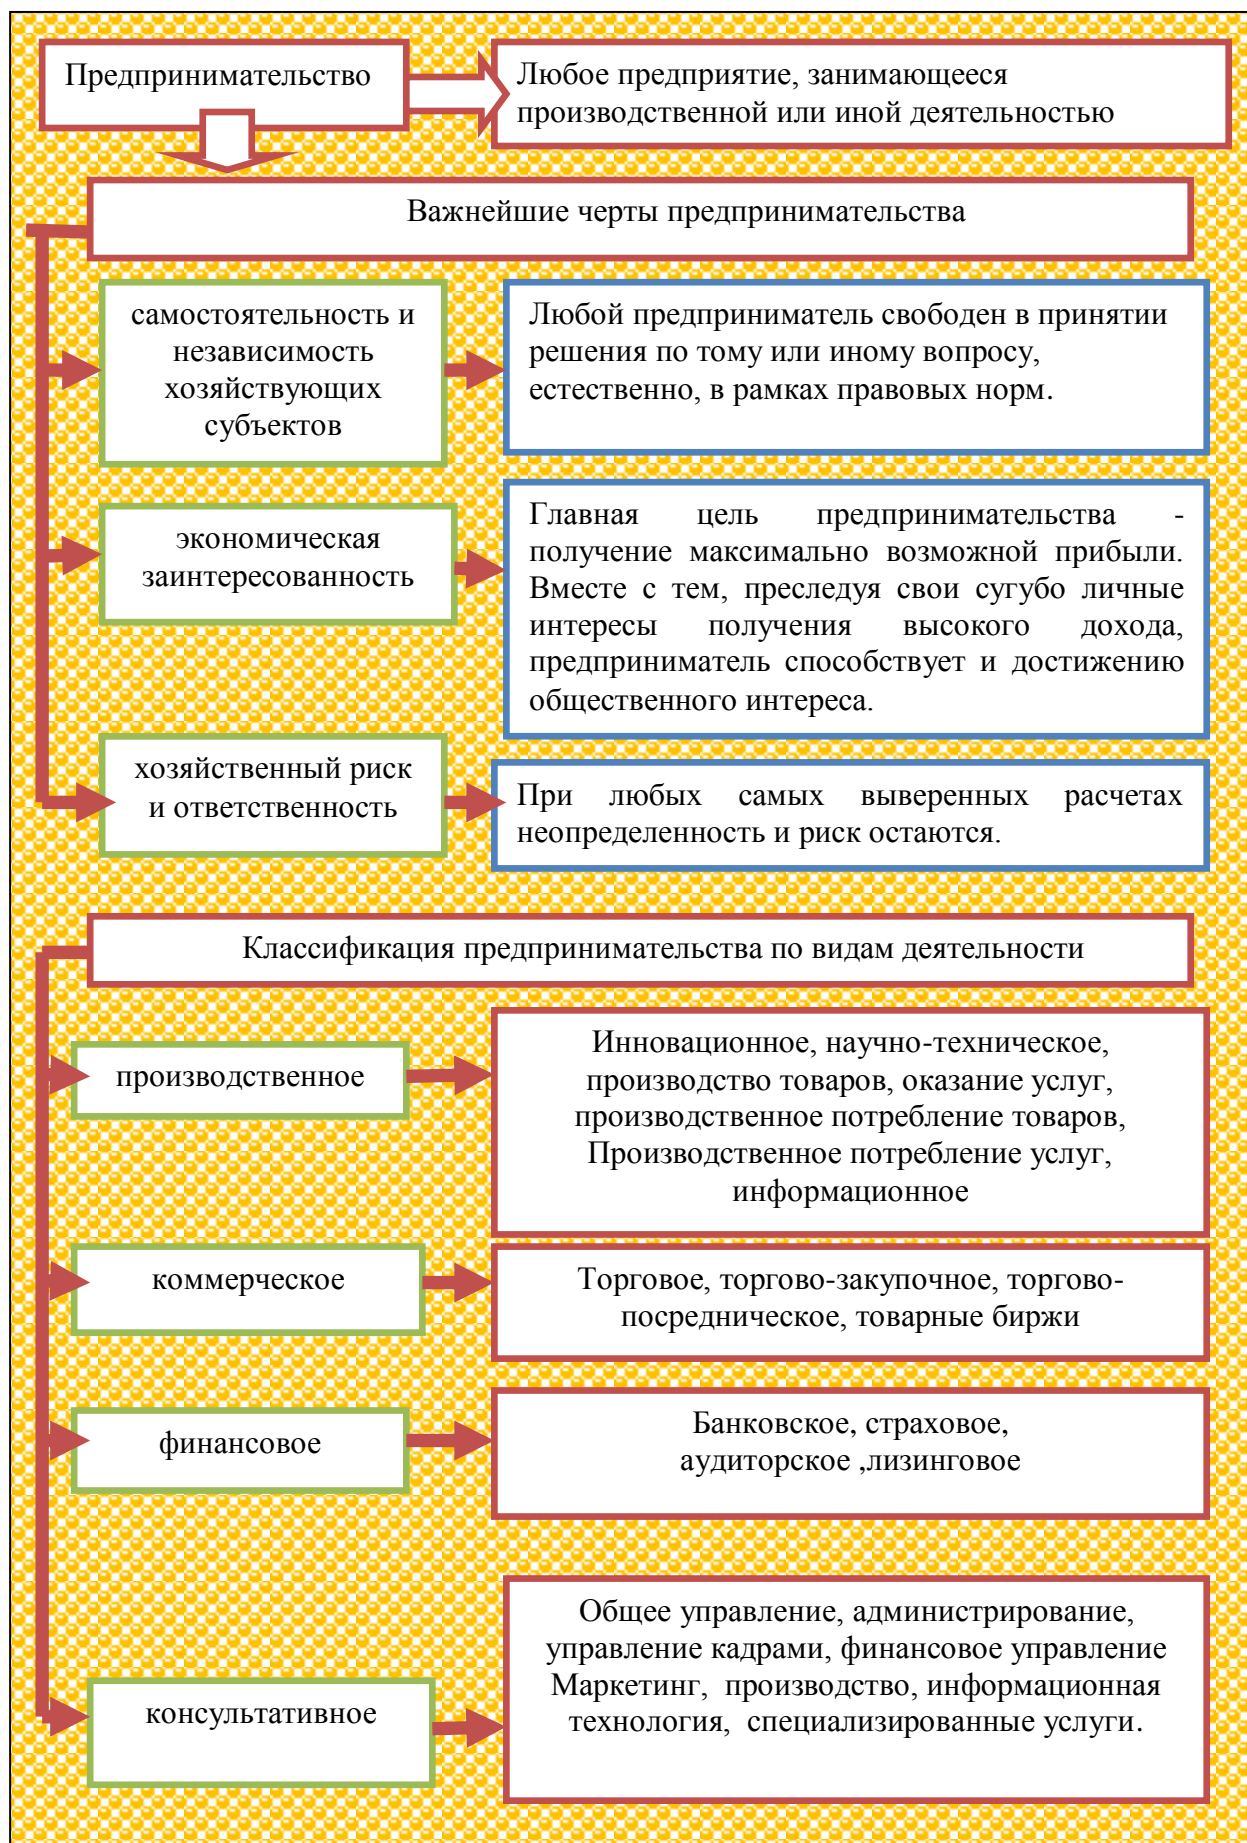 Предпринимательство
Любое предприятие, занимающееся
производственной или иной деятельностью
Важнейшие черты предпринимательства
самостоятельность и
независимость
хозяйствующих
субъектов
Любой предприниматель свободен в принятии
решения по тому или иному вопросу,
естественно, в рамках правовых норм.
экономическая
заинтересованность
Главная цель предпринимательства -
получение максимально возможной прибыли.
Вместе с тем, преследуя свои сугубо личные
интересы получения высокого дохода,
предприниматель способствует и достижению
общественного интереса.
хозяйственный риск
и ответственность
При любых самых выверенных расчетах
неопределенность и риск остаются.
Классификация предпринимательства по видам деятельности
производственное
Инновационное, научно-техническое,
производство товаров, оказание услуг,
производственное потребление товаров,
Производственное потребление услуг,
информационное
коммерческое
Торговое, торгово-закупочное, торгово-
посредническое, товарные биржи
финансовое
Банковское, страховое,
аудиторское ,лизинговое
консультативное
Общее управление, администрирование,
управление кадрами, финансовое управление
Маркетинг, производство, информационная
технология, специализированные услуги.